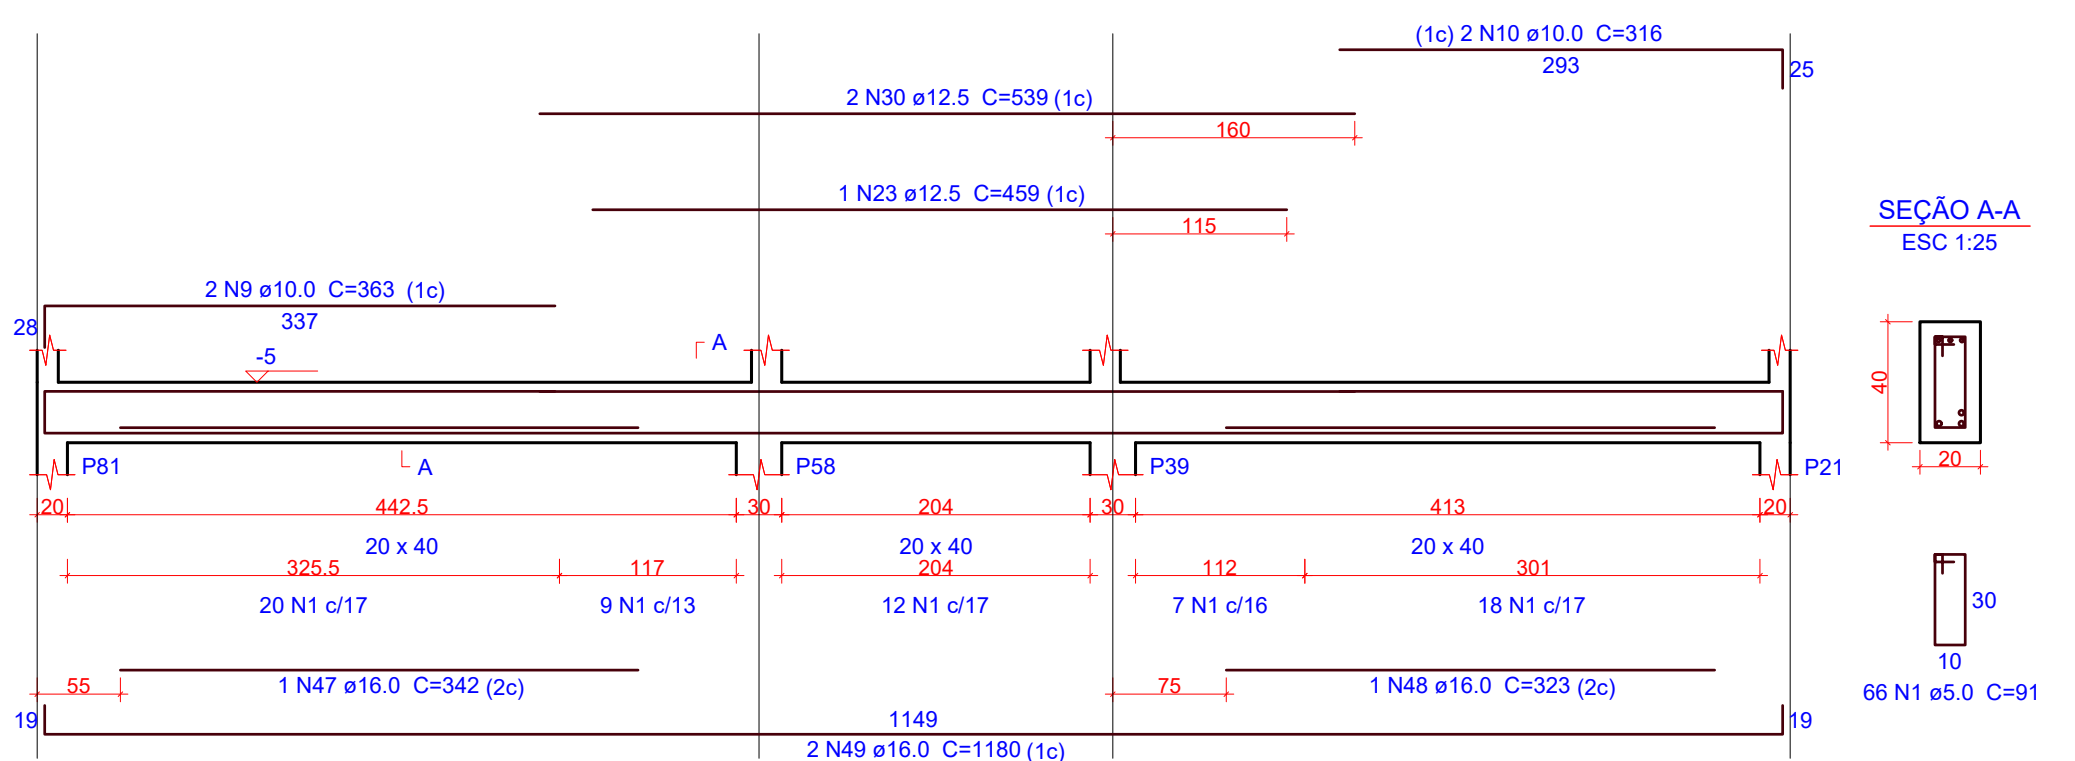 (1c) 2 N10 ø10.0 C=316
293
25
2 N30 ø12.5 C=539 (1c)
160
1 N23 ø12.5 C=459 (1c)
115
SEÇÃO A-A
ESC 1:25
2 N9 ø10.0 C=363 (1c)
337
28
-5
A
A
40
20
P81
P58
P39
P21
20
442.5
30
204
30
413
20
20 x 40
20 x 40
20 x 40
325.5
117
204
112
301
20 N1 c/17
9 N1 c/13
12 N1 c/17
7 N1 c/16
18 N1 c/17
30
10
66 N1 ø5.0 C=91
55
1 N47 ø16.0 C=342 (2c)
75
1 N48 ø16.0 C=323 (2c)
19
1149
19
2 N49 ø16.0 C=1180 (1c)